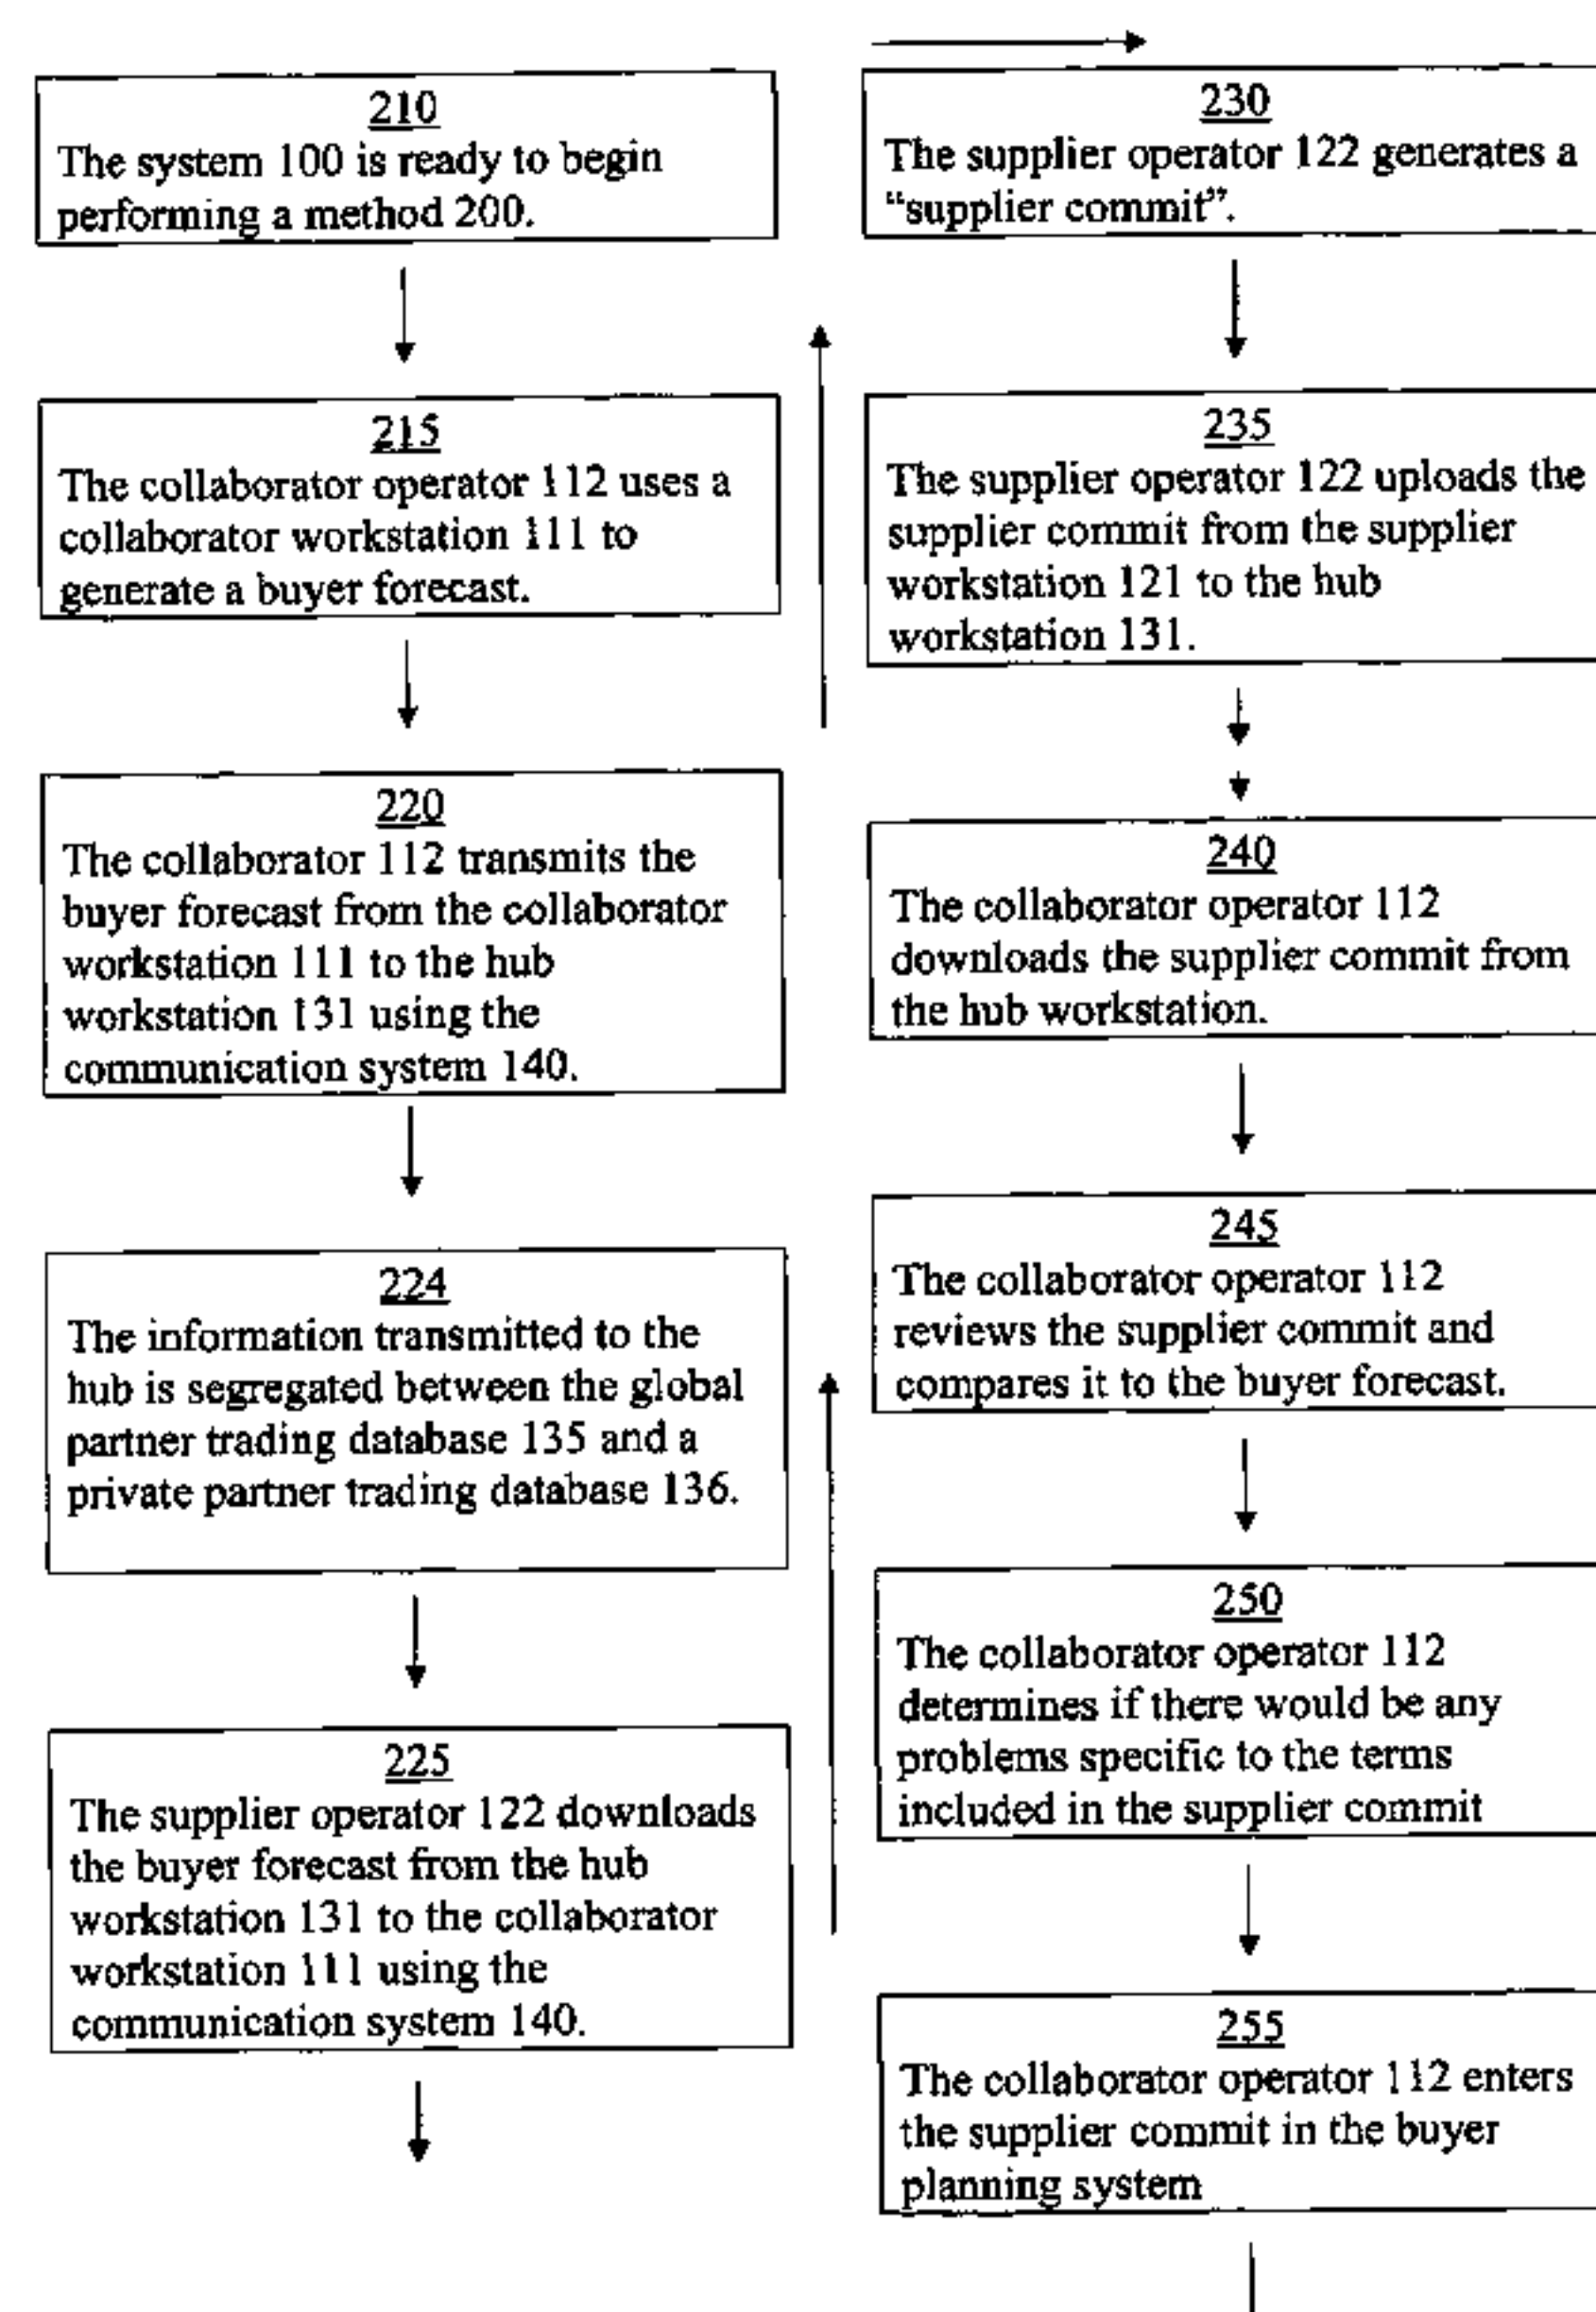 210
The system 100 is ready to begin
performing a method 200.
215
The collaborator operator 112 uses a
collaborator workstation 111 to
generate a buyer forecast.
220
The collaborator 112 transmits the
buyer forecast from the collaborator
workstation 111 to the hub
workstation 131 using the
communication system 140.
224
The information transmitted to the
hub is segregated between the global
partner trading database 135 and a
private partner trading database 136.
225
The supplier operator 122 downloads
the buyer forecast from the hub
workstation 131 to the collaborator
workstation 111 using the
communication system 140.
230
The supplier operator 122 generates a
“supplier commit”.
235
The supplier operator 122 uploads the
supplier commit from the supplier
workstation 121 to the hub
workstation 131.
240
The collaborator operator 112
downloads the supplier commit from
the hub workstation.
245
The collaborator operator 112
reviews the supplier commit and
compares it to the buyer forecast.
250
The collaborator operator 112
determines if there would be any
problems specific to the terms
included in the supplier commit
255
The collaborator operator 112 enters
the supplier commit in the buyer
planning system